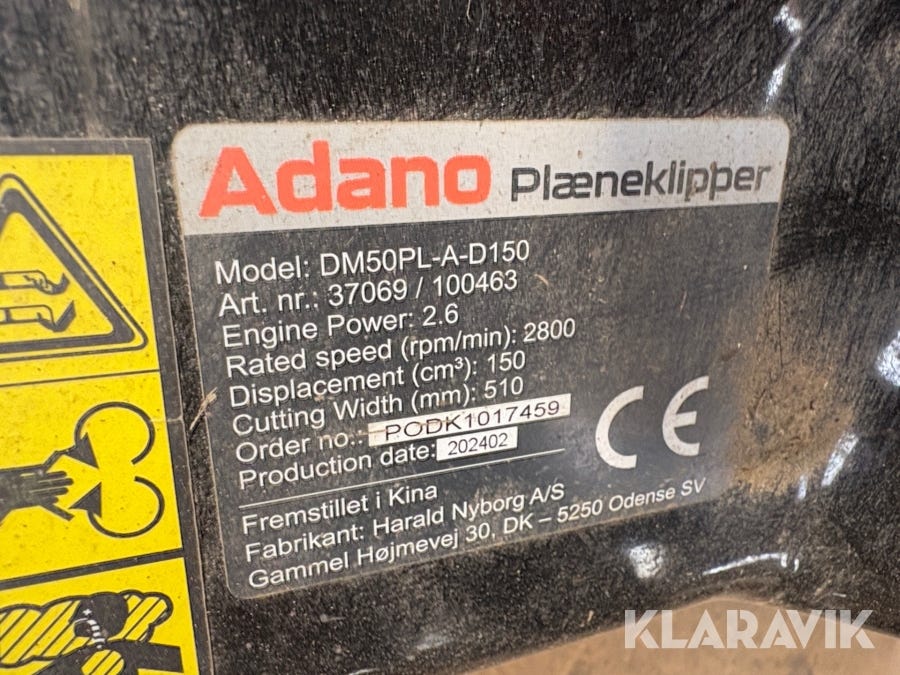 Adano Plæneklipper
Model: DM50PL-A-D150
Art. nr.: 37069 / 100463
Engine Power: 2.6
Rated speed (rpm/min): 2800
Displacement (cm³): 150
Cutting Width (mm): 510
Order no.: PODK1017459
Production date: 202402
CE
Fremstillet i Kina
Fabrikant: Harald Nyborg A/S
Gammel Højmevej 30, DK – 5250 Odense SV
KLARAVIK